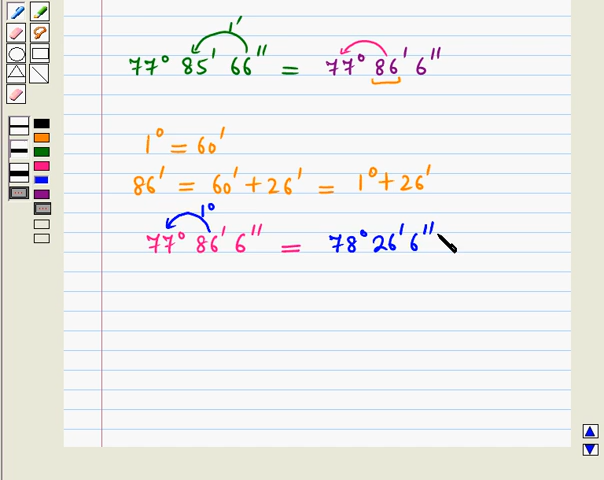 1'
77° 85' 66" = 77° 86' 6"
1° = 60'
86' = 60' + 26' = 1° + 26'
1°
77° 86' 6" = 78° 26' 6"